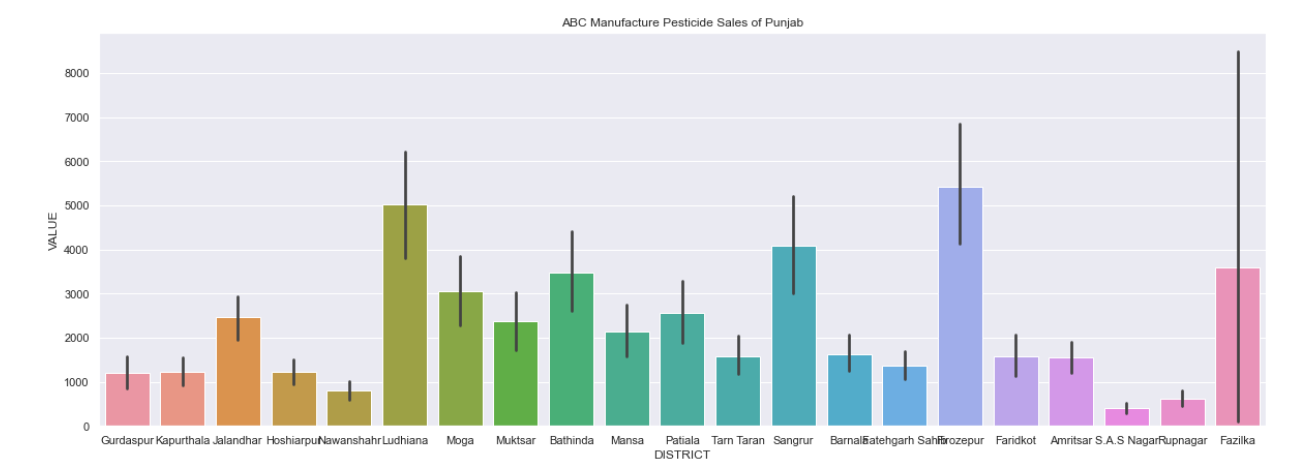 ABC Manufacture Pesticide Sales of Punjab
8000
7000
6000
5000
4000
3000
2000
1000
0
VALUE
Gurdaspur Kapurthala Jalandhar Hoshiarpur Nawanshahr Ludhiana Moga Muktsar Bathinda Mansa Patiala Tarn Taran Sangrur Barnala Fatehgarh Sahib Firozepur Faridkot Amritsar S.A.S Nagar Rupnagar Fazilka
DISTRICT